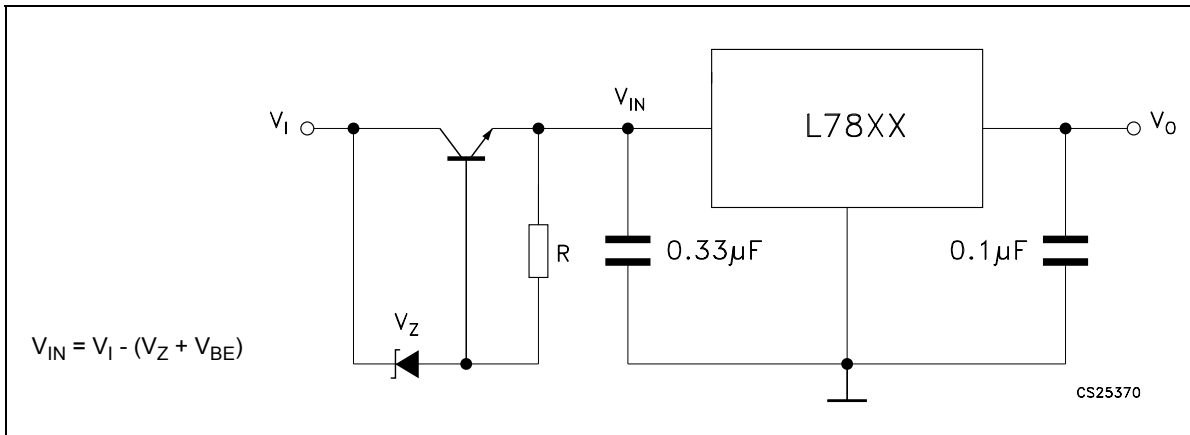 V_I
V_IN
L78XX
V_O
R
0.33µF
0.1µF
V_Z
V_IN = V_I - (V_Z + V_BE)
CS25370